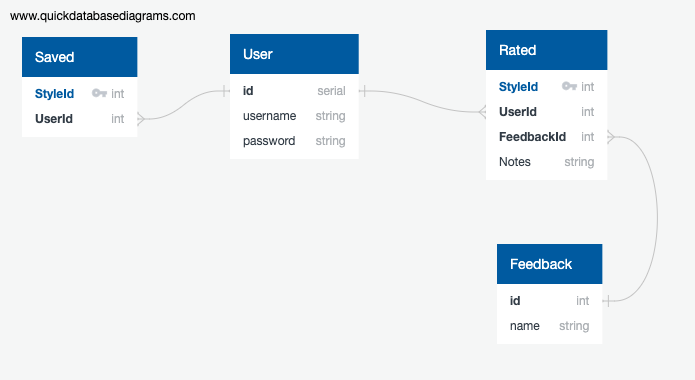 www.quickdatabasediagrams.com
Saved
StyleId int
UserId int
User
id serial
username string
password string
Rated
StyleId int
UserId int
FeedbackId int
Notes string
Feedback
id int
name string